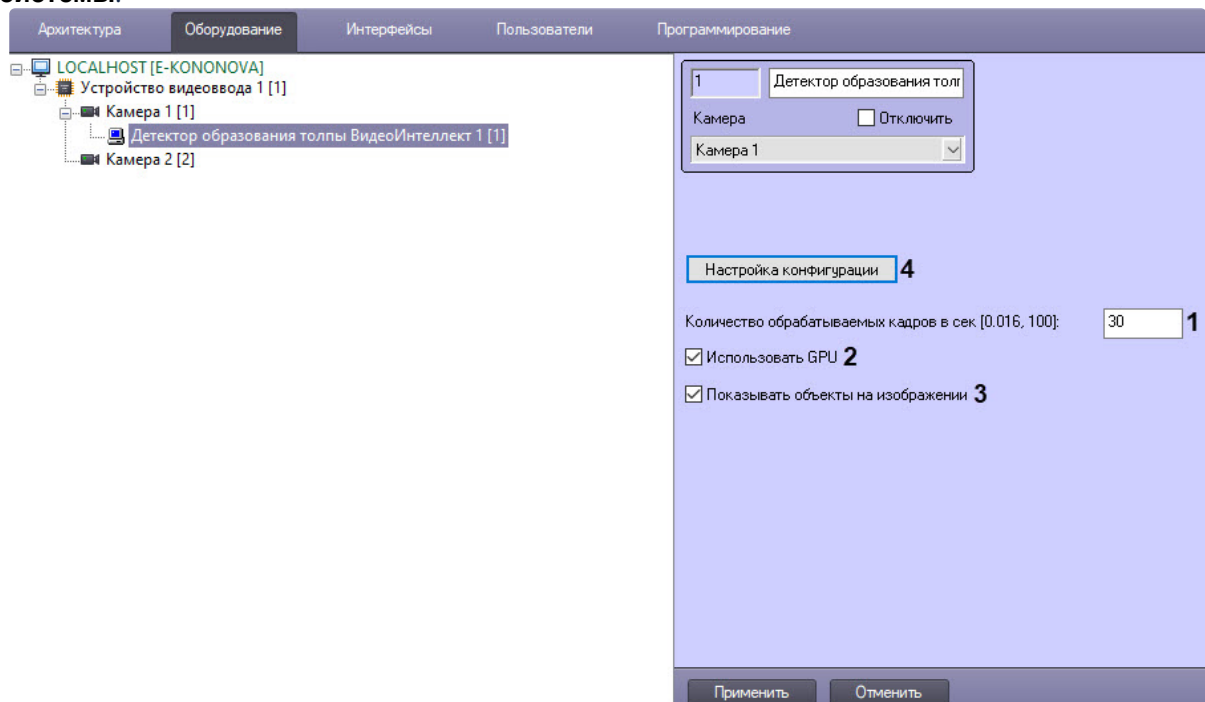 системы.
Архитектура Оборудование Интерфейсы Пользователи Программирование
LOCALHOST [E-KONONOVA]
Устройство видеоввода 1 [1]
Камера 1 [1]
Детектор образования толпы ВидеоИнтеллект 1 [1]
Камера 2 [2]
1 Детектор образования толг
Камера Отключить
Камера 1
Настройка конфигурации 4
Количество обрабатываемых кадров в сек [0.016, 100]: 30 1
Использовать GPU 2
Показывать объекты на изображении 3
Применить Отменить